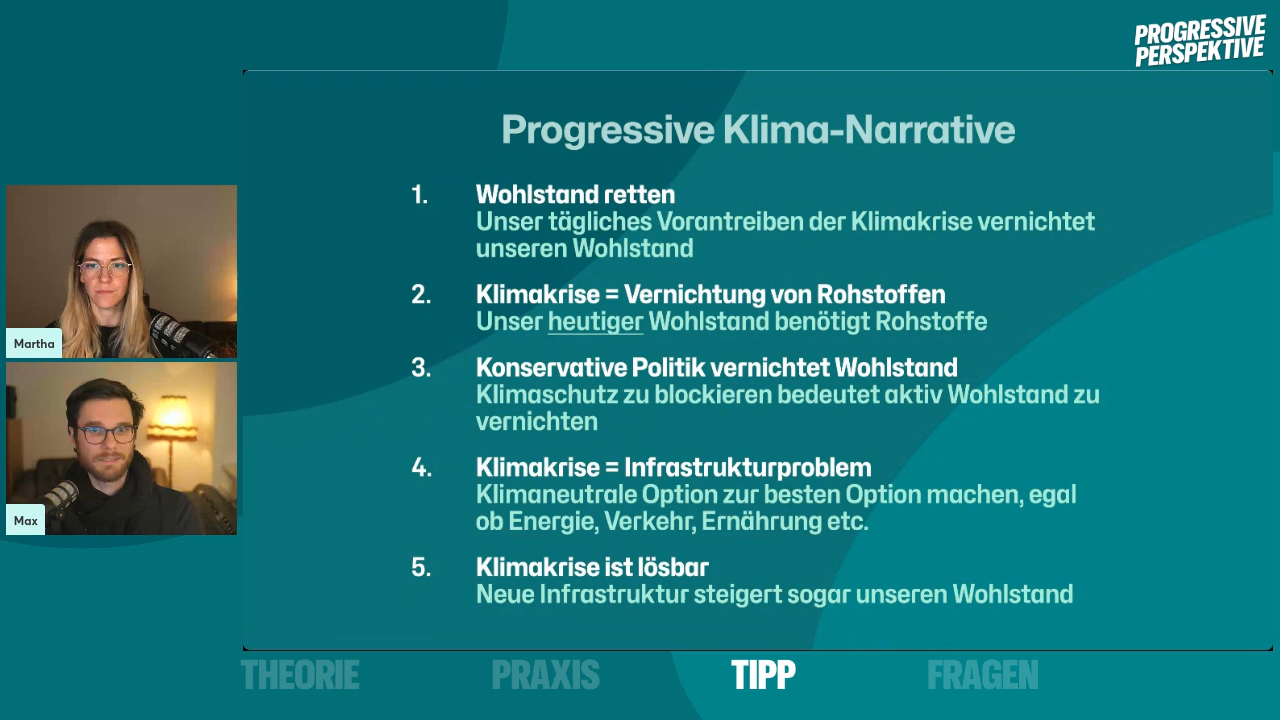 PROGRESSIVE
PERSPEKTIVE
Progressive Klima-Narrative
1. Wohlstand retten
Unser tägliches Vorantreiben der Klimakrise vernichtet
unseren Wohlstand
2. Klimakrise = Vernichtung von Rohstoffen
Unser heutiger Wohlstand benötigt Rohstoffe
3. Konservative Politik vernichtet Wohlstand
Klimaschutz zu blockieren bedeutet aktiv Wohlstand zu
vernichten
4. Klimakrise = Infrastrukturproblem
Klimaneutrale Option zur besten Option machen, egal
ob Energie, Verkehr, Ernährung etc.
5. Klimakrise ist lösbar
Neue Infrastruktur steigert sogar unseren Wohlstand
Martha
Max
THEORIE PRAXIS TIPP FRAGEN